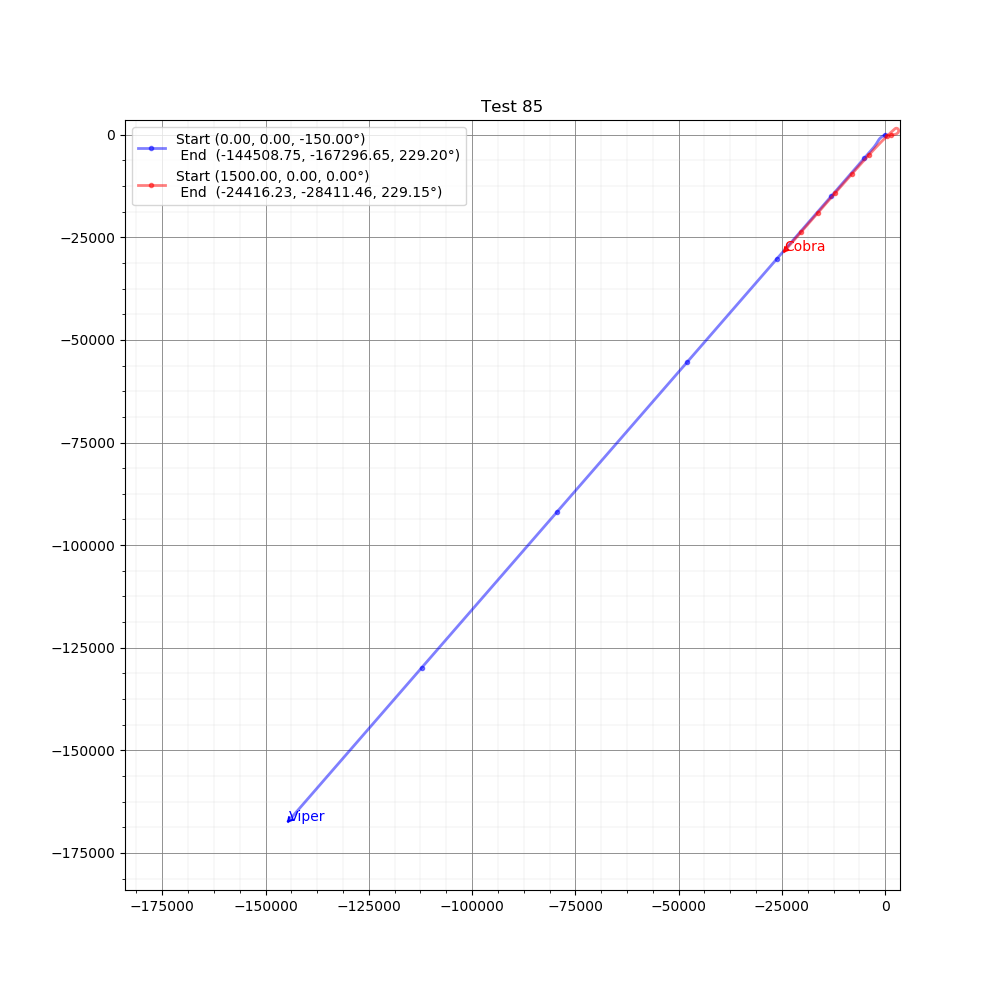 Test 85
Start (0.00, 0.00, -150.00°)
End  (-144508.75, -167296.65, 229.20°)
Start (1500.00, 0.00, 0.00°)
End  (-24416.23, -28411.46, 229.15°)
0
−25000
−50000
−75000
−100000
−125000
−150000
−175000
Cobra
Viper
−175000 −150000 −125000 −100000 −75000 −50000 −25000 0